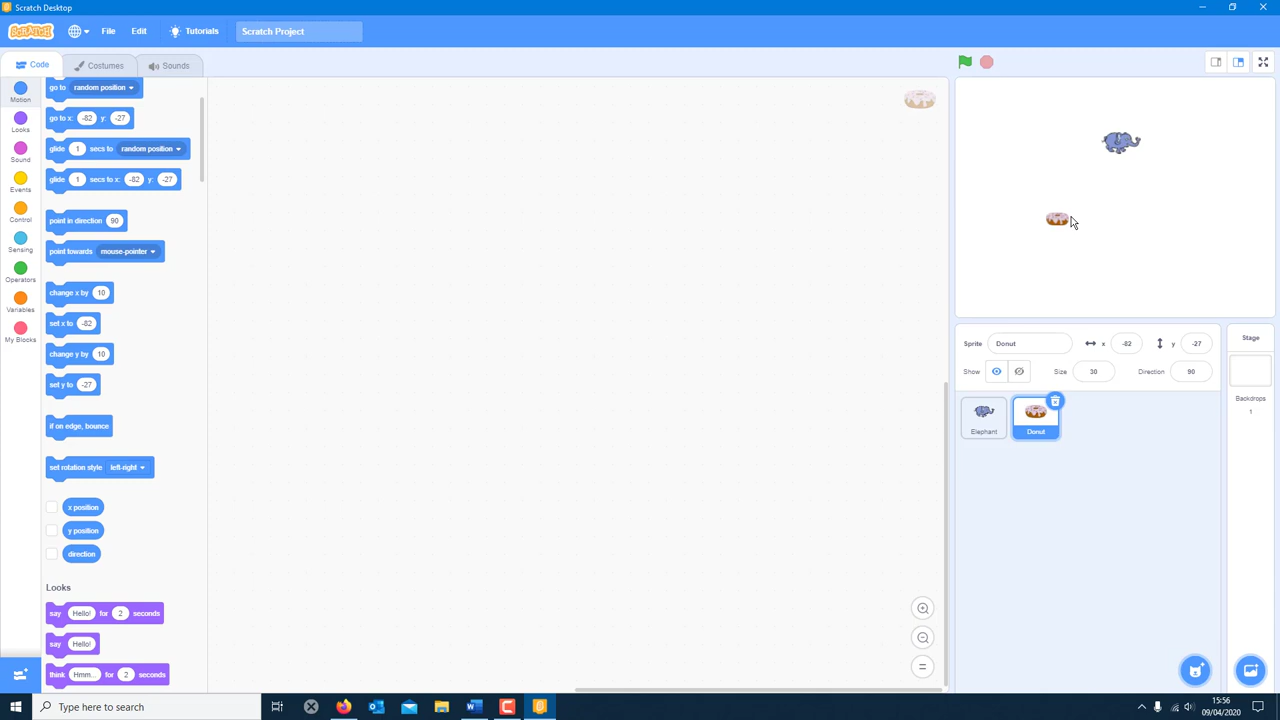 Scratch Desktop
SCRATCH File Edit Tutorials Scratch Project
Code Costumes Sounds
Motion
Looks
Sound
Events
Control
Sensing
Operators
Variables
My Blocks
go to random position
go to x: -82 y: -27
glide 1 secs to random position
glide 1 secs to x: -82 y: -27
point in direction 90
point towards mouse-pointer
change x by 10
set x to -82
change y by 10
set y to -27
if on edge, bounce
set rotation style left-right
x position
y position
direction
Looks
say Hello! for 2 seconds
say Hello!
think Hmm... for 2 seconds
Sprite Donut x -82 y -27
Show Size 30 Direction 90
Elephant
Donut
Stage
Backdrops
1
Type here to search
15:56
09/04/2020